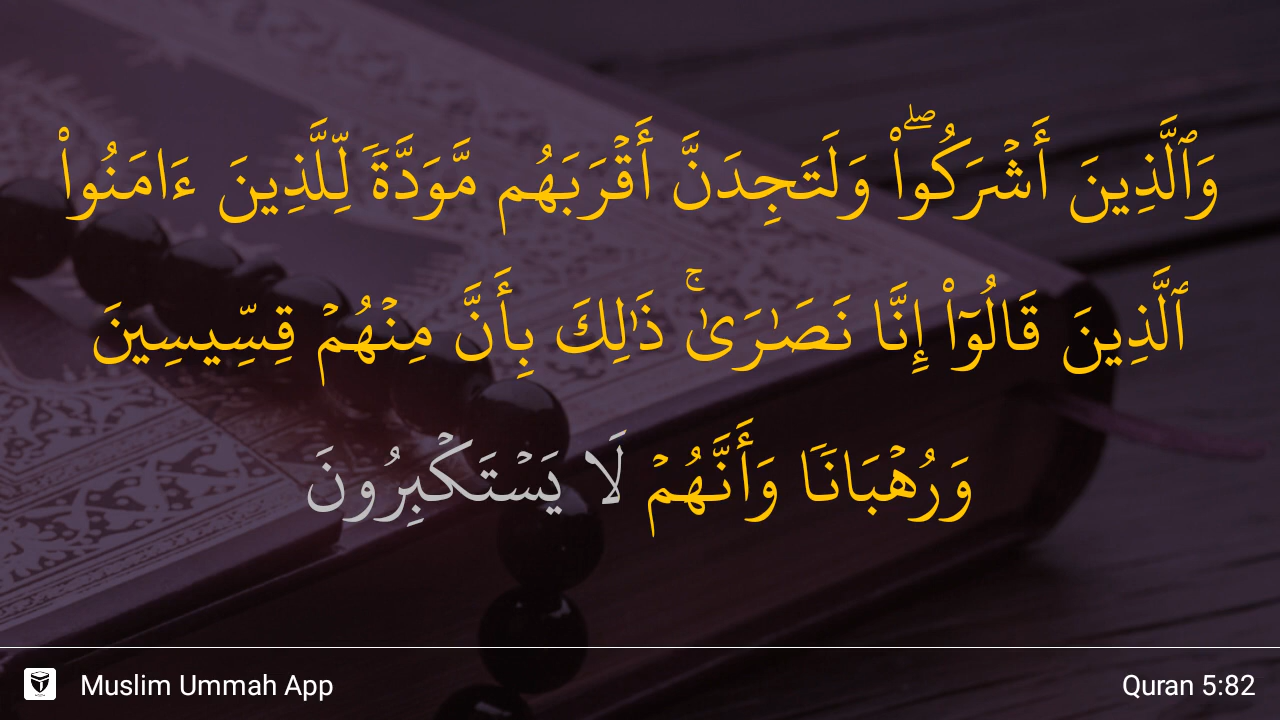 وَٱلَّذِينَ أَشْرَكُوا۟ ۖ وَلَتَجِدَنَّ أَقْرَبَهُم مَّوَدَّةً لِّلَّذِينَ ءَامَنُوا۟
ٱلَّذِينَ قَالُوٓا۟ إِنَّا نَصَٰرَىٰ ۚ ذَٰلِكَ بِأَنَّ مِنْهُمْ قِسِّيسِينَ
وَرُهْبَانًا وَأَنَّهُمْ لَا يَسْتَكْبِرُونَ
Muslim Ummah App
Quran 5:82